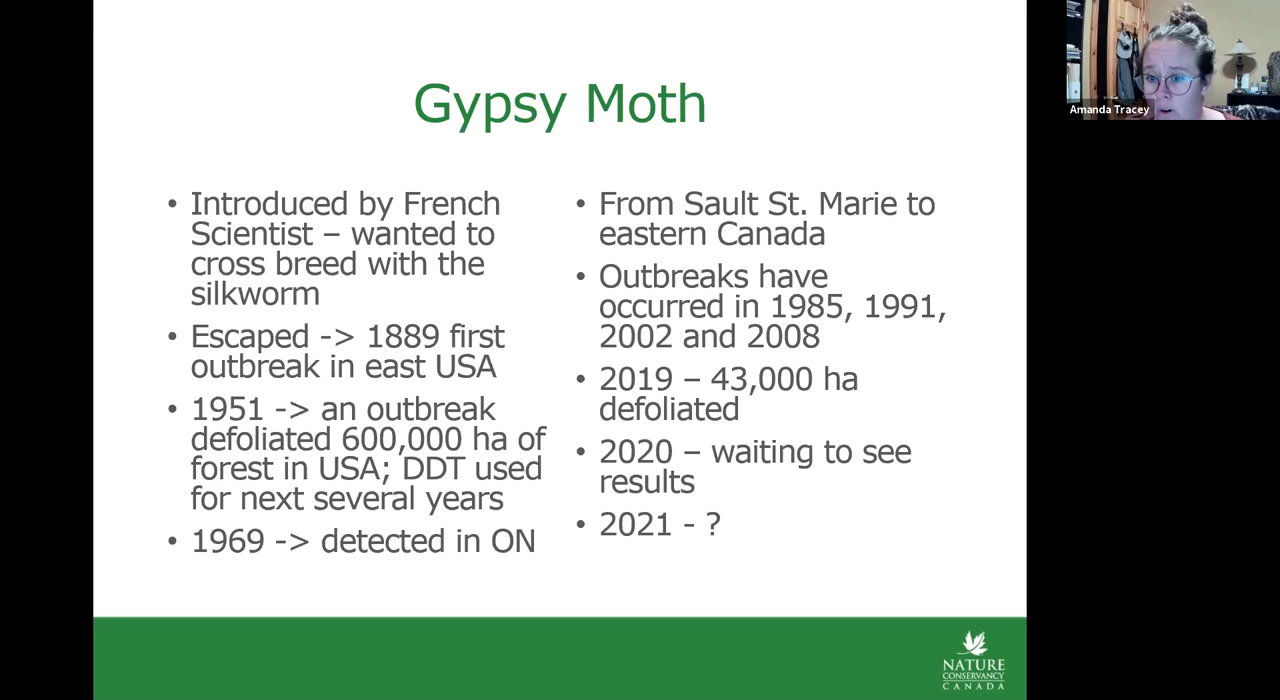 Gypsy Moth
• Introduced by French
Scientist – wanted to
cross breed with the
silkworm
• Escaped -> 1889 first
outbreak in east USA
• 1951 -> an outbreak
defoliated 600,000 ha of
forest in USA; DDT used
for next several years
• 1969 -> detected in ON
• From Sault St. Marie to
eastern Canada
• Outbreaks have
occurred in 1985, 1991,
2002 and 2008
• 2019 – 43,000 ha
defoliated
• 2020 – waiting to see
results
• 2021 - ?
NATURE
CONSERVANCY
CANADA
Amanda Tracey